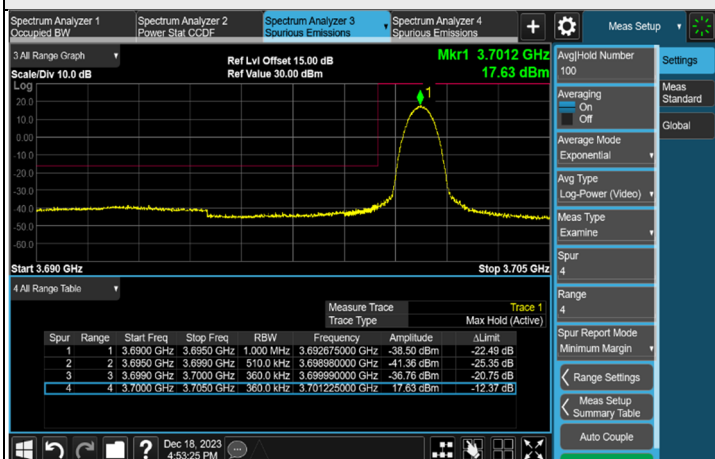 Spectrum Analyzer 1
Occupied BW
Spectrum Analyzer 2
Power Stat CCDF
Spectrum Analyzer 3
Spurious Emissions
Spectrum Analyzer 4
Spurious Emissions
+
Meas Setup
3 All Range Graph
Scale/Div 10.0 dB
Ref Lvl Offset 15.00 dB
Ref Value 30.00 dBm
Mkr1 3.7012 GHz
17.63 dBm
Log
20.0
10.0
0.00
-10.0
-20.0
-30.0
-40.0
-50.0
-60.0
1
Start 3.690 GHz
Stop 3.705 GHz
4 All Range Table
Measure Trace Trace 1
Trace Type Max Hold (Active)
Spur Range Start Freq Stop Freq RBW Frequency Amplitude ΔLimit
1 1 3.6900 GHz 3.6950 GHz 1.000 MHz 3.692675000 GHz -38.50 dBm -22.49 dB
2 2 3.6950 GHz 3.6990 GHz 510.0 kHz 3.698980000 GHz -41.36 dBm -25.35 dB
3 3 3.6990 GHz 3.7000 GHz 360.0 kHz 3.699990000 GHz -36.76 dBm -20.75 dB
4 4 3.7000 GHz 3.7050 GHz 360.0 kHz 3.701225000 GHz 17.63 dBm -12.37 dB
?
Dec 18, 2023
4:53:25 PM
Avg|Hold Number
100
Averaging
On
Off
Average Mode
Exponential
Avg Type
Log-Power (Video)
Meas Type
Examine
Spur
4
Range
4
Spur Report Mode
Minimum Margin
Range Settings
Meas Setup
Summary Table
Auto Couple
Settings
Meas
Standard
Global